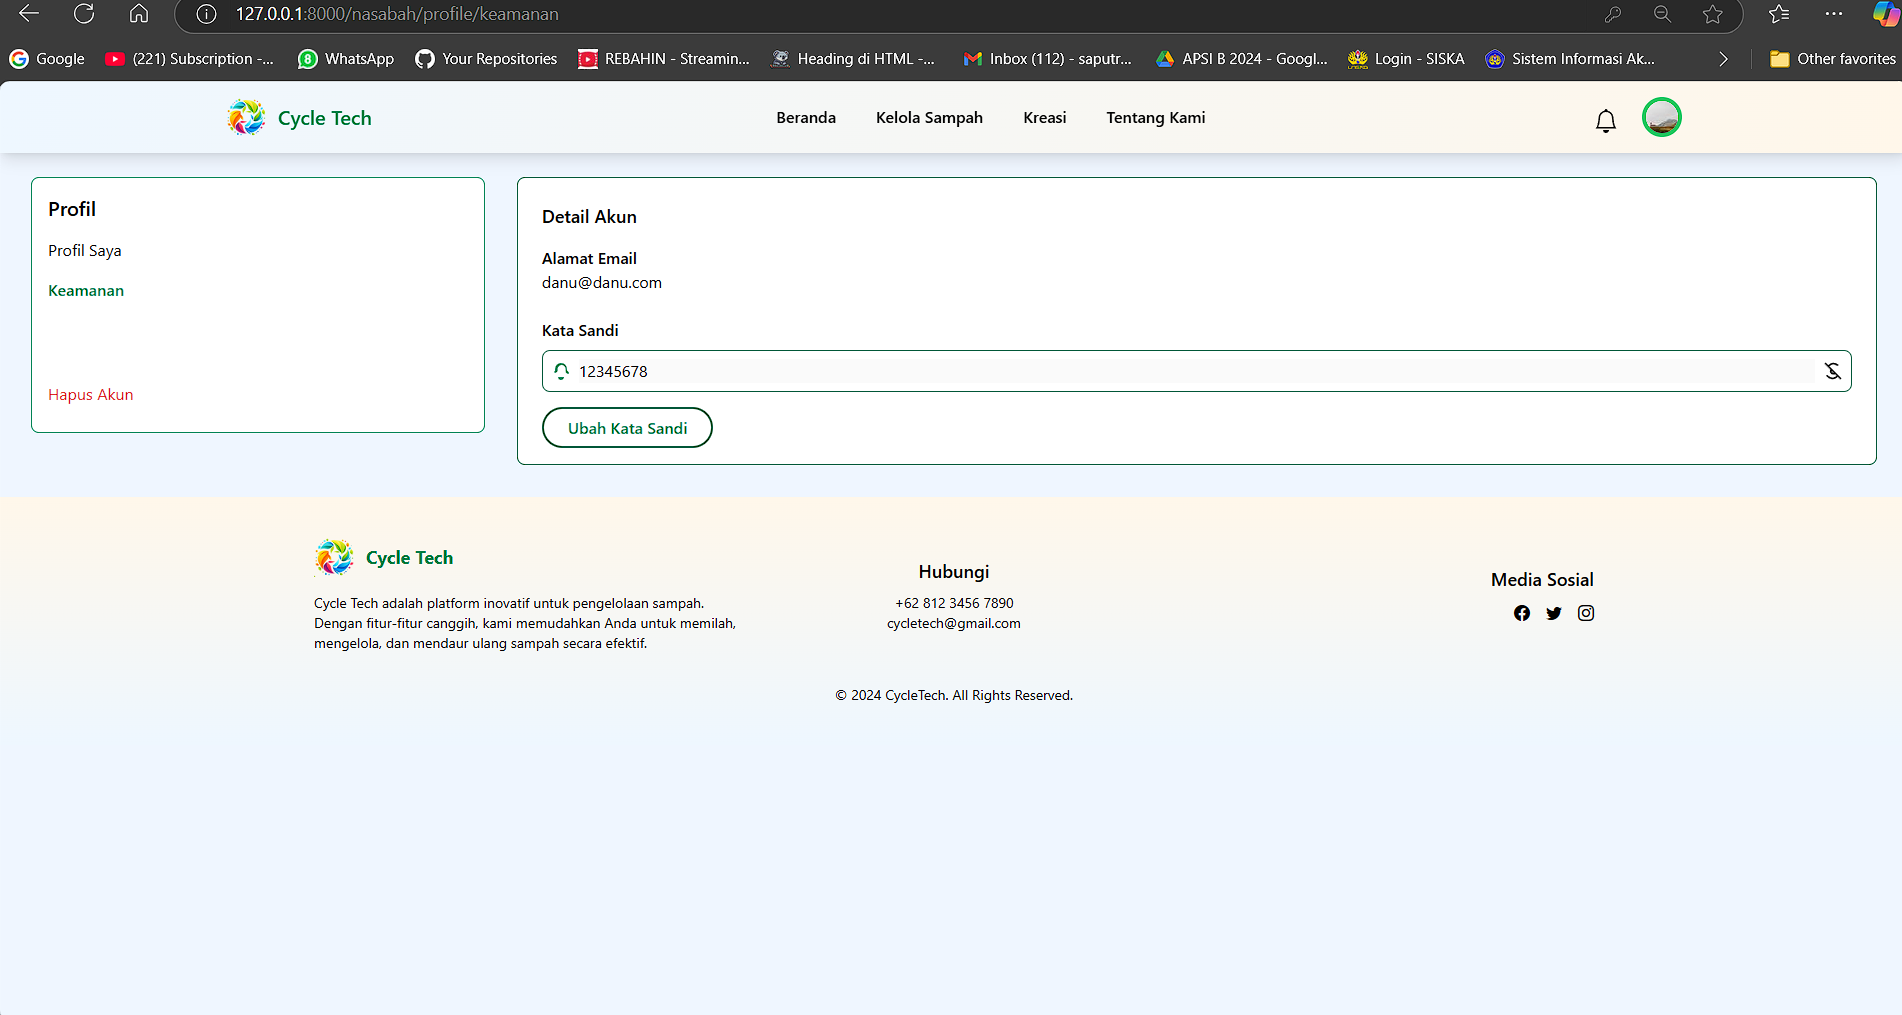 127.0.0.1:8000/nasabah/profile/keamanan
Google
(221) Subscription -...
8
WhatsApp
Your Repositories
REBAHIN - Streamin...
Heading di HTML -...
Inbox (112) - saputr...
APSI B 2024 - Googl...
Login - SISKA
Sistem Informasi Ak...
Other favorites
Cycle Tech
Beranda
Kelola Sampah
Kreasi
Tentang Kami
Profil
Profil Saya
Keamanan
Hapus Akun
Detail Akun
Alamat Email
danu@danu.com
Kata Sandi
12345678
Ubah Kata Sandi
Cycle Tech
Cycle Tech adalah platform inovatif untuk pengelolaan sampah.
Dengan fitur-fitur canggih, kami memudahkan Anda untuk memilah,
mengelola, dan mendaur ulang sampah secara efektif.
Hubungi
+62 812 3456 7890
cycletech@gmail.com
Media Sosial
© 2024 CycleTech. All Rights Reserved.